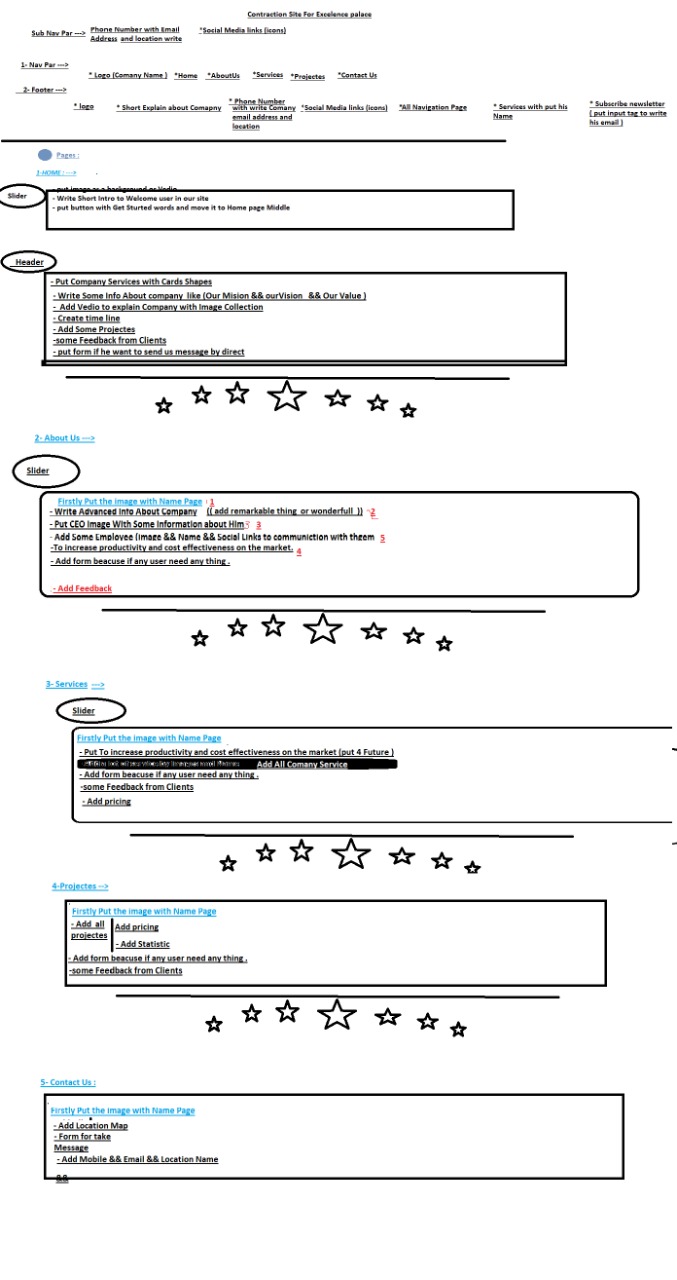 Contraction Site For Excelence palace
Sub Nav Par ---> Phone Number with Email *Social Media links (icons)
Address and location write
1- Nav Par --->
* Logo (Comany Name ) *Home *AboutUs *Services *Projectes *Contact Us
2- Footer --->
* logo * Short Explain about Comapny * Phone Number with write Comany email address and location *Social Media links (icons) *All Navigation Page * Services with put his Name * Subscribe newsletter ( put input tag to write his email )
Pages :
1-HOME : --->
Slider
- put image as a background or Vedio
- Write Short Intro to Welcome user in our site
- put button with Get Sturted words and move it to Home page Middle
Header
- Put Company Services with Cards Shapes
- Write Some Info About company like (Our Mision && ourVision && Our Value )
- Add Vedio to explain Company with Image Collection
- Create time line
- Add Some Projectes
-some Feedback from Clients
- put form if he want to send us message by direct
2- About Us --->
Slider
Firstly Put the image with Name Page : 1
- Write Advanced Info About Company (( add remarkable thing or wonderfull )) -2
- Put CEO Image With Some Information about Him 3
- Add Some Employee (Image && Name && Social Links to communiction with theem 5
-To increase productivity and cost effectiveness on the market. 4
- Add form beacuse if any user need any thing .
- Add Feedback
3- Services --->
Slider
Firstly Put the image with Name Page
- Put To increase productivity and cost effectiveness on the market (put 4 Future )
Add All Comany Service
- Add form beacuse if any user need any thing .
-some Feedback from Clients
- Add pricing
4-Projectes -->
Firstly Put the image with Name Page
- Add all projectes
Add pricing
- Add Statistic
- Add form beacuse if any user need any thing .
-some Feedback from Clients
5- Contact Us :
Firstly Put the image with Name Page
- Add Location Map
- Form for take
Message
- Add Mobile && Email && Location Name
&&